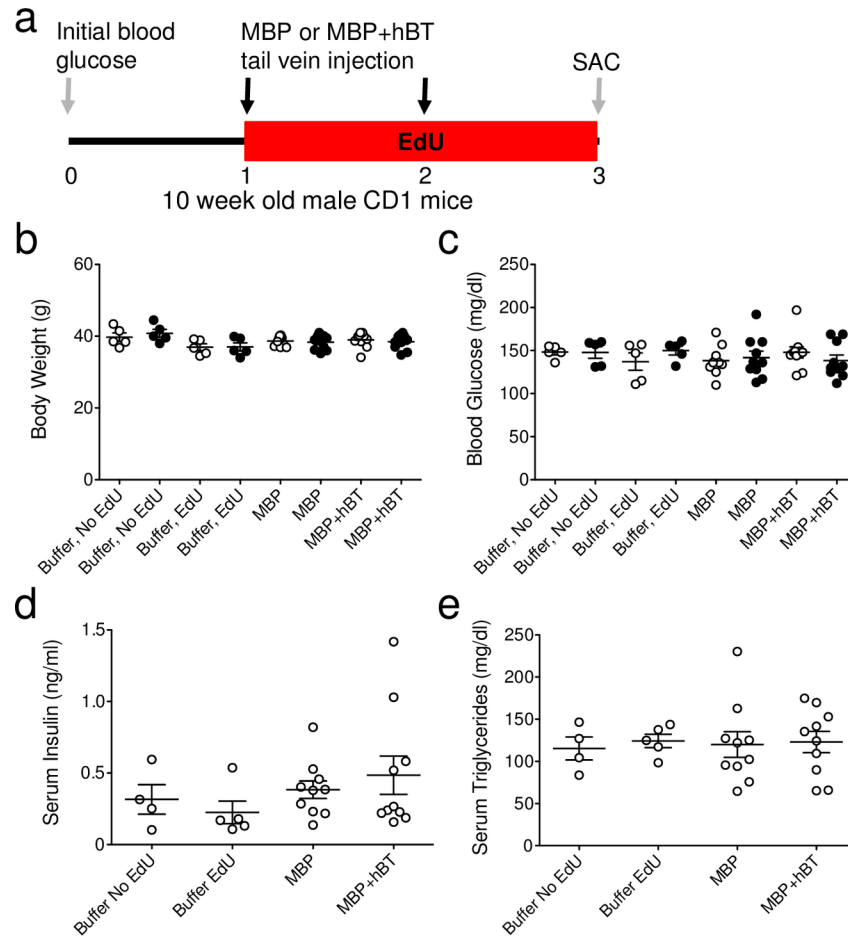 a
Initial blood
glucose
MBP or MBP+hBT
tail vein injection
SAC
EdU
0
1
2
3
10 week old male CD1 mice
b
Body Weight (g)
60
40
20
0
Buffer, No EdU
Buffer, No EdU
Buffer, EdU
Buffer, EdU
MBP
MBP
MBP+hBT
MBP+hBT
c
Blood Glucose (mg/dl)
250
200
150
100
50
0
Buffer, No EdU
Buffer, No EdU
Buffer, EdU
Buffer, EdU
MBP
MBP
MBP+hBT
MBP+hBT
d
Serum Insulin (ng/ml)
1.5
1.0
0.5
0
Buffer No EdU
Buffer EdU
MBP
MBP+hBT
e
Serum Triglycerides (mg/dl)
250
200
150
100
50
0
Buffer No EdU
Buffer EdU
MBP
MBP+hBT